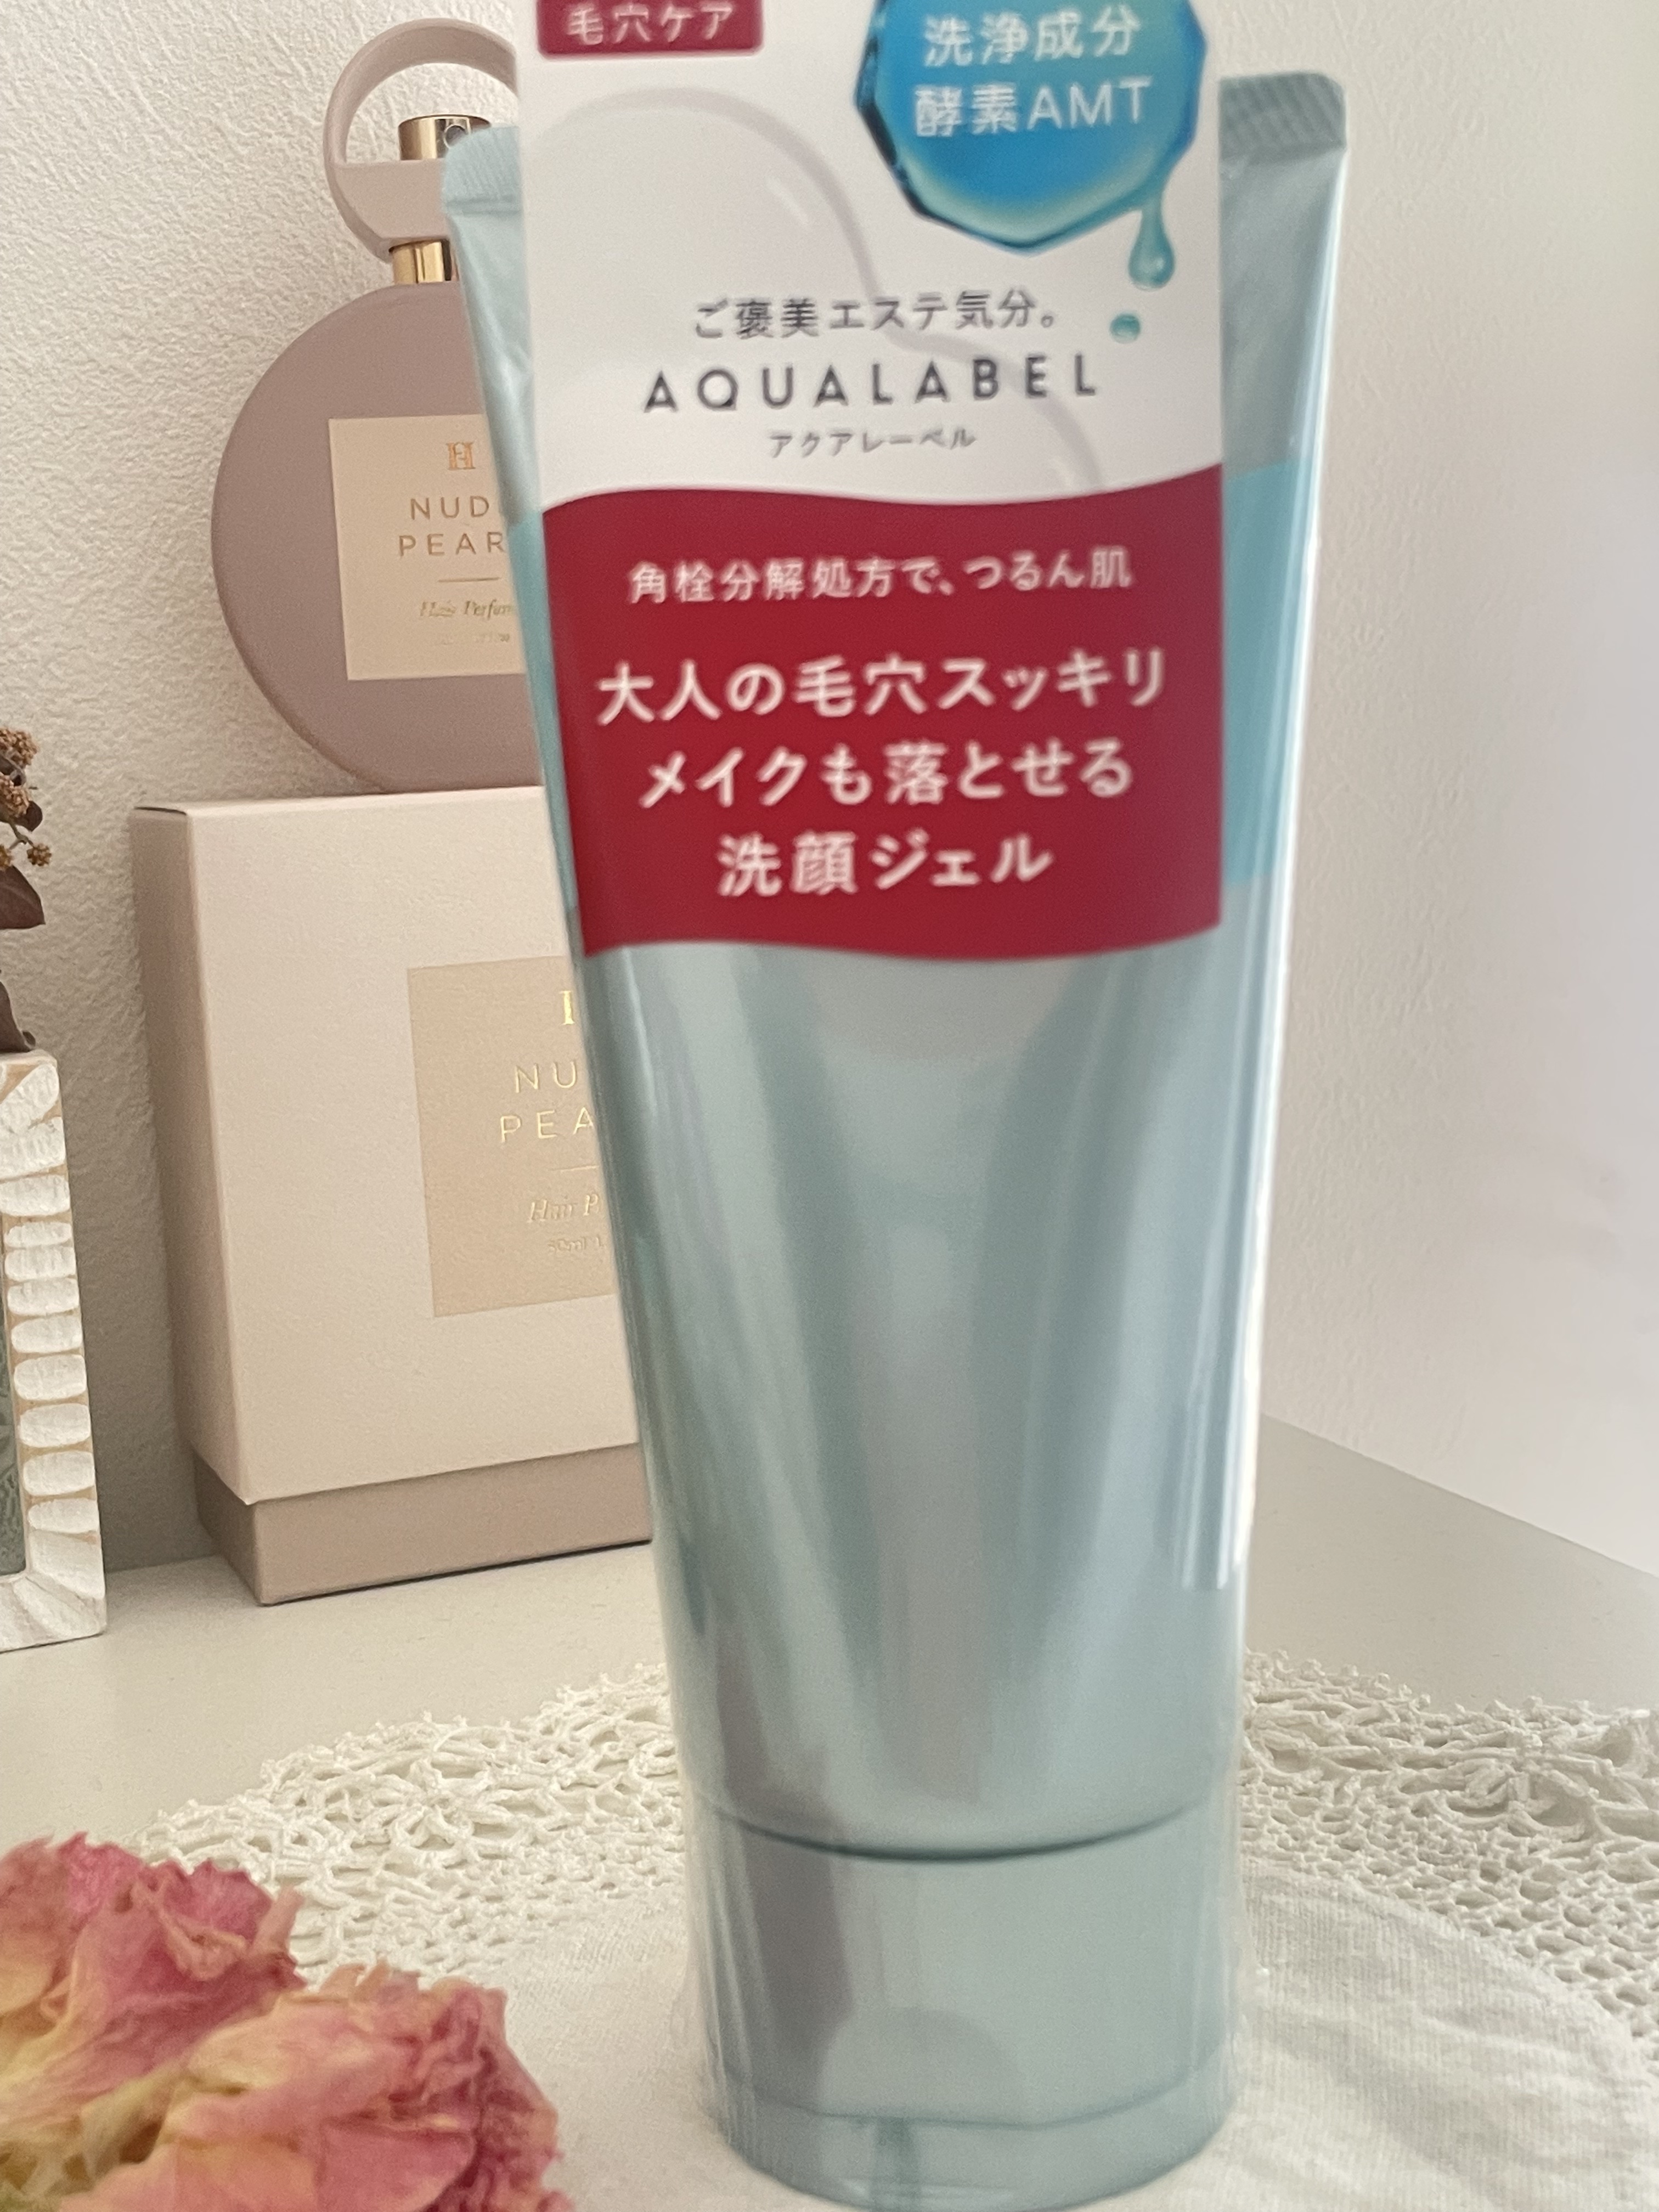 毛穴ケア
洗浄成分
酵素AMT
ご褒美エステ気分。
AQUALABEL
アクアレーベル
角栓分解処方で、つるん肌
大人の毛穴スッキリ
メイクも落とせる
洗顔ジェル
H
NUD
PEAR
Hair Perfum
NU
PEA
Hair P